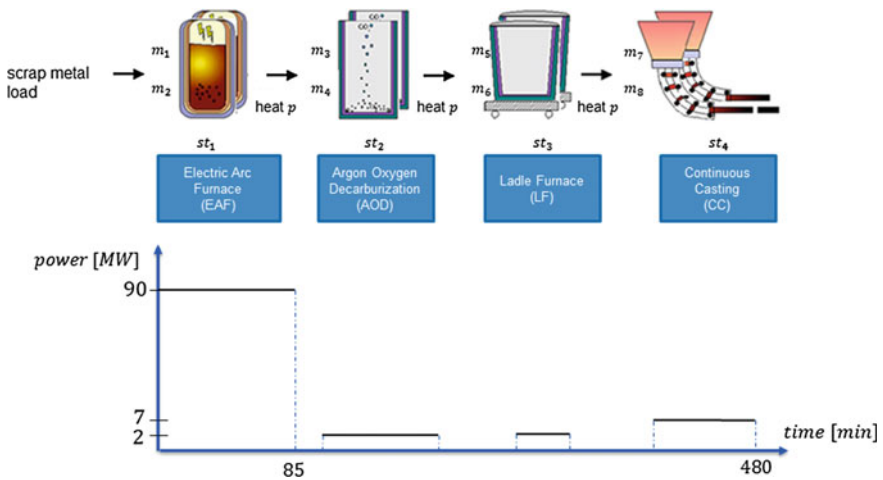 CO₂
CO₂
scrap metal
load
m₁
m₂
heat p
m₃
m₄
heat p
m₅
m₆
heat p
m₇
m₈
st₁
st₂
st₃
st₄
Electric Arc
Furnace
(EAF)
Argon Oxygen
Decarburization
(AOD)
Ladle Furnace
(LF)
Continuous
Casting
(CC)
power [MW]
90
7
2
time [min]
85
480